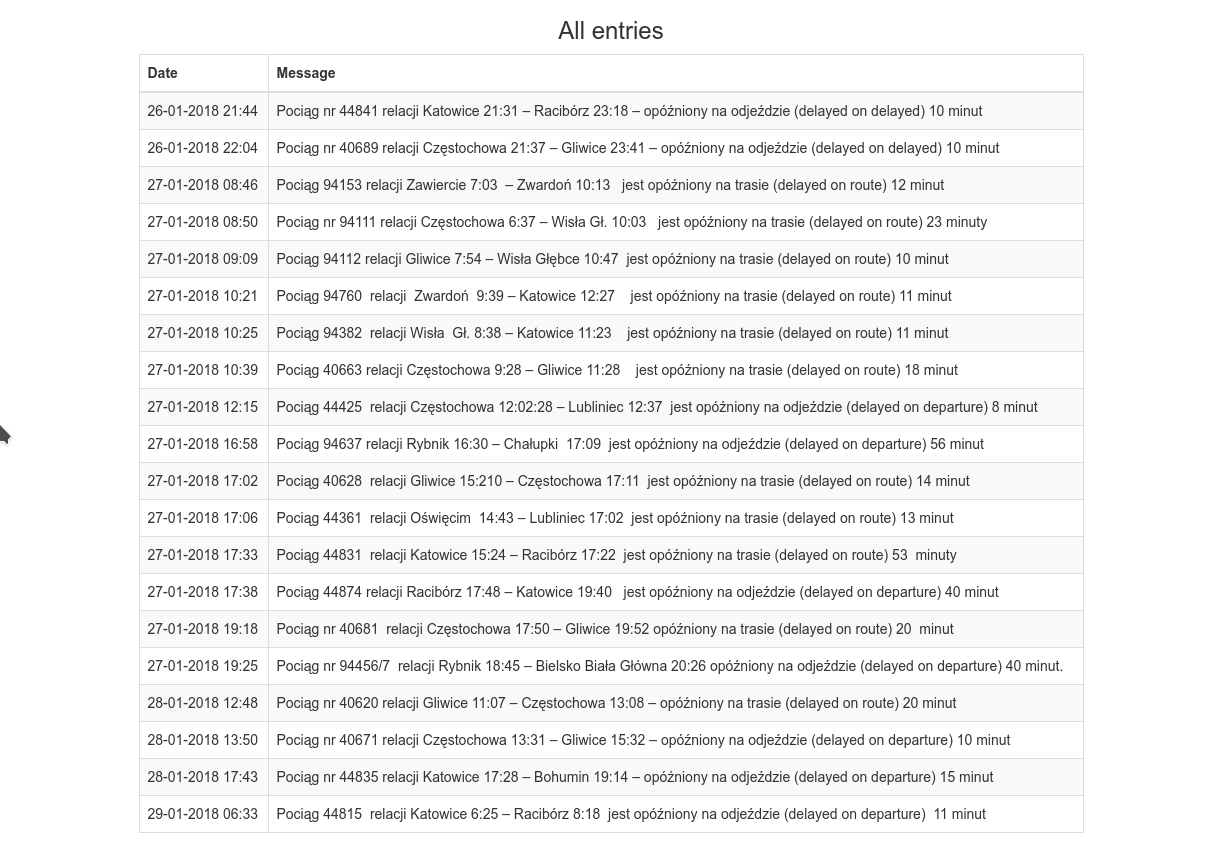 All entries
Date Message
26-01-2018 21:44 Pociąg nr 44841 relacji Katowice 21:31 – Racibórz 23:18 – opóźniony na odjeździe (delayed on delayed) 10 minut
26-01-2018 22:04 Pociąg nr 40689 relacji Częstochowa 21:37 – Gliwice 23:41 – opóźniony na odjeździe (delayed on delayed) 10 minut
27-01-2018 08:46 Pociąg 94153 relacji Zawiercie 7:03 – Zwardoń 10:13 jest opóźniony na trasie (delayed on route) 12 minut
27-01-2018 08:50 Pociąg nr 94111 relacji Częstochowa 6:37 – Wisła Gł. 10:03 jest opóźniony na trasie (delayed on route) 23 minuty
27-01-2018 09:09 Pociąg 94112 relacji Gliwice 7:54 – Wisła Głębce 10:47 jest opóźniony na trasie (delayed on route) 10 minut
27-01-2018 10:21 Pociąg 94760 relacji Zwardoń 9:39 – Katowice 12:27 jest opóźniony na trasie (delayed on route) 11 minut
27-01-2018 10:25 Pociąg 94382 relacji Wisła Gł. 8:38 – Katowice 11:23 jest opóźniony na trasie (delayed on route) 11 minut
27-01-2018 10:39 Pociąg 40663 relacji Częstochowa 9:28 – Gliwice 11:28 jest opóźniony na trasie (delayed on route) 18 minut
27-01-2018 12:15 Pociąg 44425 relacji Częstochowa 12:02:28 – Lubliniec 12:37 jest opóźniony na odjeździe (delayed on departure) 8 minut
27-01-2018 16:58 Pociąg 94637 relacji Rybnik 16:30 – Chałupki 17:09 jest opóźniony na odjeździe (delayed on departure) 56 minut
27-01-2018 17:02 Pociąg 40628 relacji Gliwice 15:210 – Częstochowa 17:11 jest opóźniony na trasie (delayed on route) 14 minut
27-01-2018 17:06 Pociąg 44361 relacji Oświęcim 14:43 – Lubliniec 17:02 jest opóźniony na trasie (delayed on route) 13 minut
27-01-2018 17:33 Pociąg 44831 relacji Katowice 15:24 – Racibórz 17:22 jest opóźniony na trasie (delayed on route) 53 minuty
27-01-2018 17:38 Pociąg 44874 relacji Racibórz 17:48 – Katowice 19:40 jest opóźniony na odjeździe (delayed on departure) 40 minut
27-01-2018 19:18 Pociąg nr 40681 relacji Częstochowa 17:50 – Gliwice 19:52 opóźniony na trasie (delayed on route) 20 minut
27-01-2018 19:25 Pociąg nr 94456/7 relacji Rybnik 18:45 – Bielsko Biała Główna 20:26 opóźniony na odjeździe (delayed on departure) 40 minut.
28-01-2018 12:48 Pociąg nr 40620 relacji Gliwice 11:07 – Częstochowa 13:08 – opóźniony na trasie (delayed on route) 20 minut
28-01-2018 13:50 Pociąg nr 40671 relacji Częstochowa 13:31 – Gliwice 15:32 – opóźniony na odjeździe (delayed on departure) 10 minut
28-01-2018 17:43 Pociąg nr 44835 relacji Katowice 17:28 – Bohumin 19:14 – opóźniony na odjeździe (delayed on departure) 15 minut
29-01-2018 06:33 Pociąg 44815 relacji Katowice 6:25 – Racibórz 8:18 jest opóźniony na odjeździe (delayed on departure) 11 minut